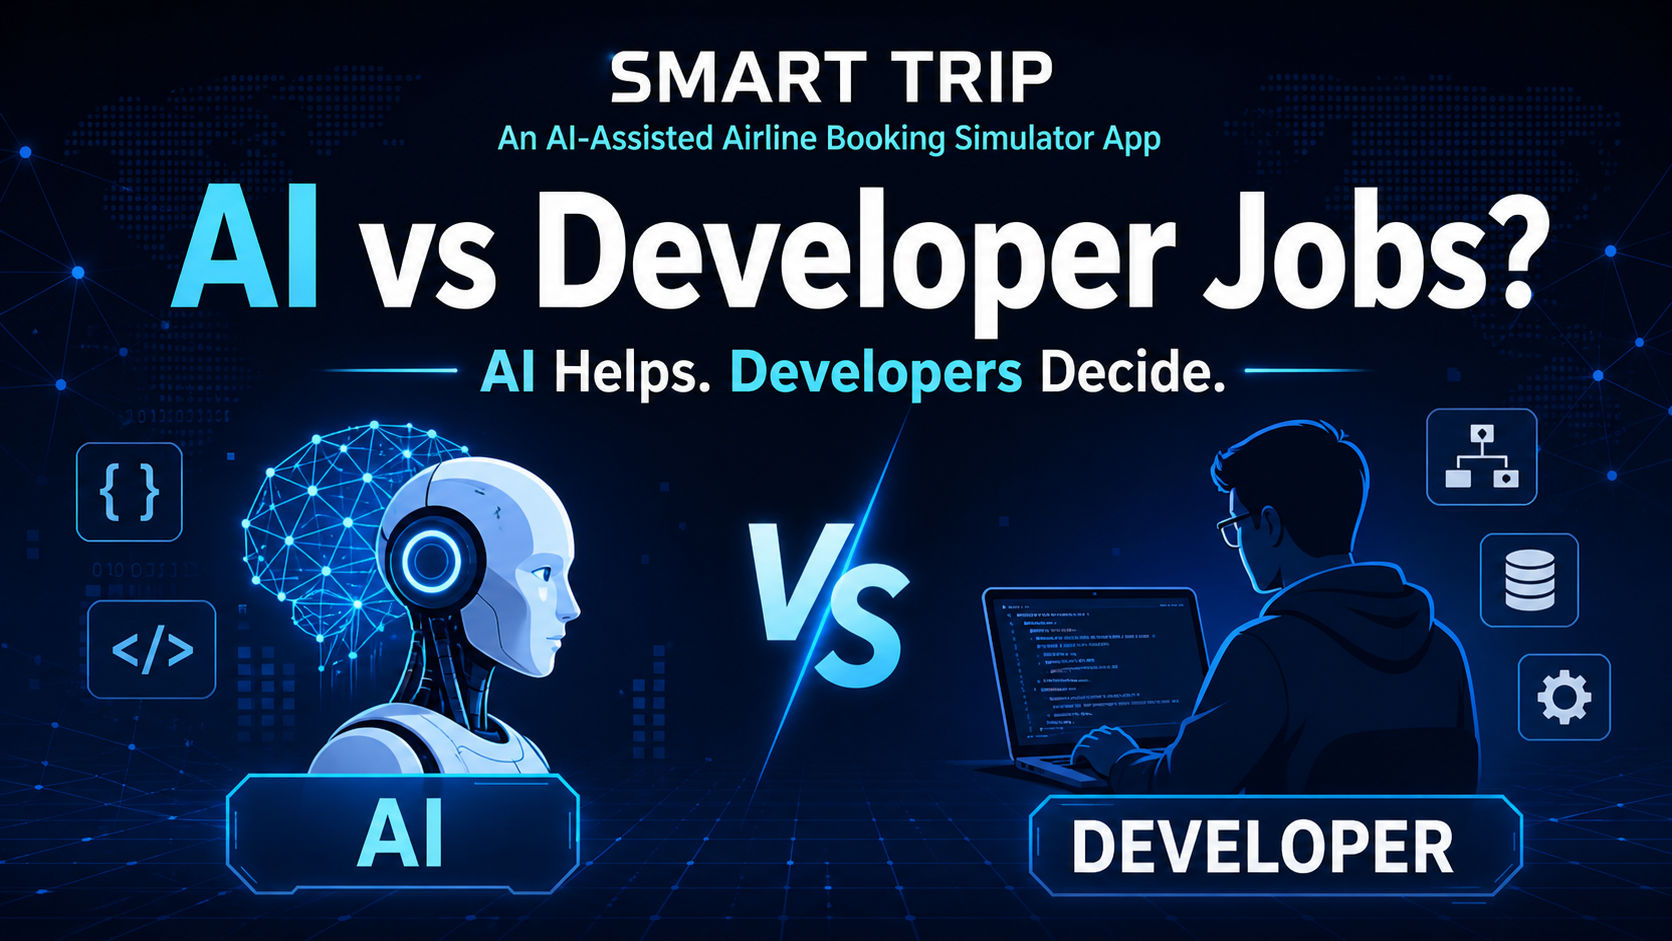 SMART TRIP
An AI-Assisted Airline Booking Simulator App
AI vs Developer Jobs?
AI Helps. Developers Decide.
{ }
</>
VS
AI
DEVELOPER